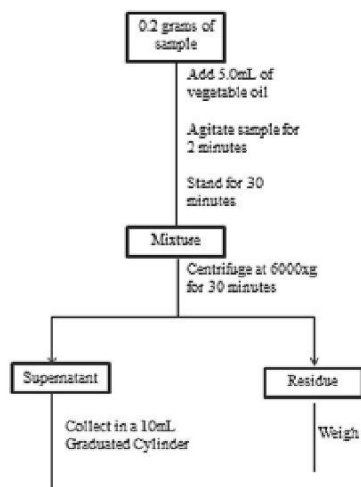 0.2 grams of
sample
Add 5.0mL of
vegetable oil
Agitate sample for
2 minutes
Stand for 30
minutes
Mixture
Centrifuge at 6000xg
for 30 minutes
Supernatant
Residue
Collect in a 10mL
Graduated Cylinder
Weigh